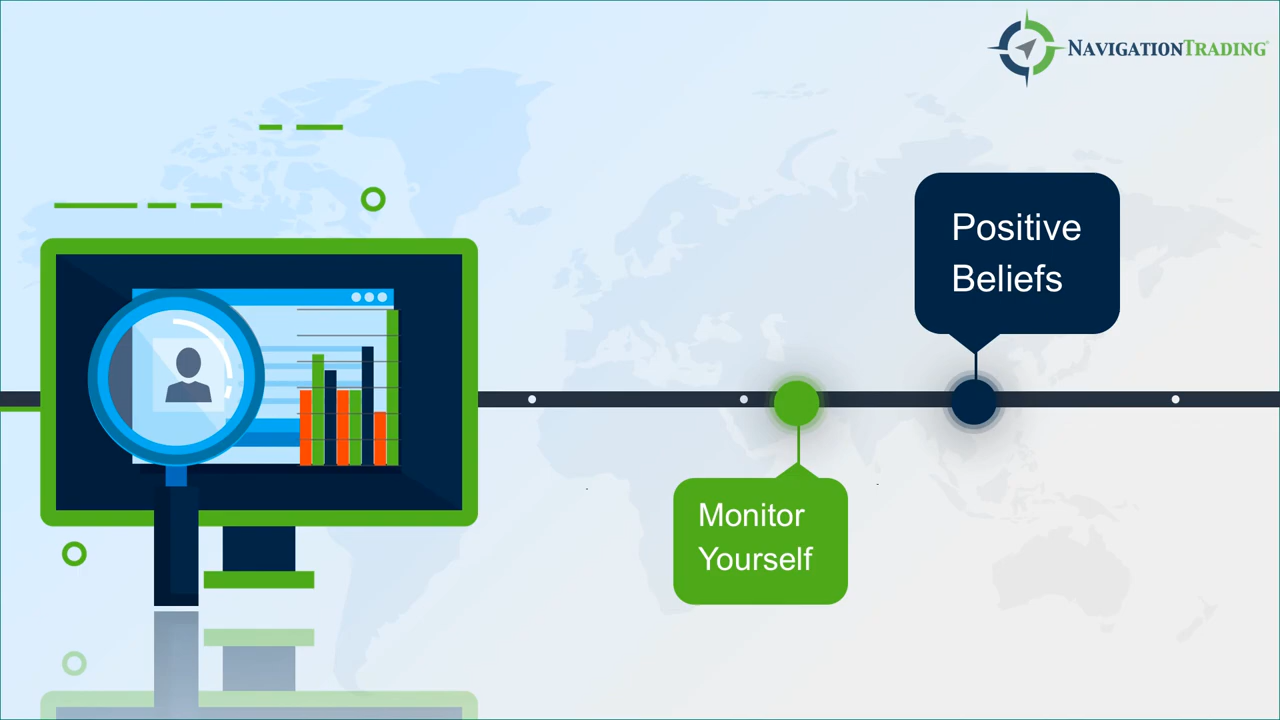 NAVIGATIONTRADING®
Positive
Beliefs
Monitor
Yourself